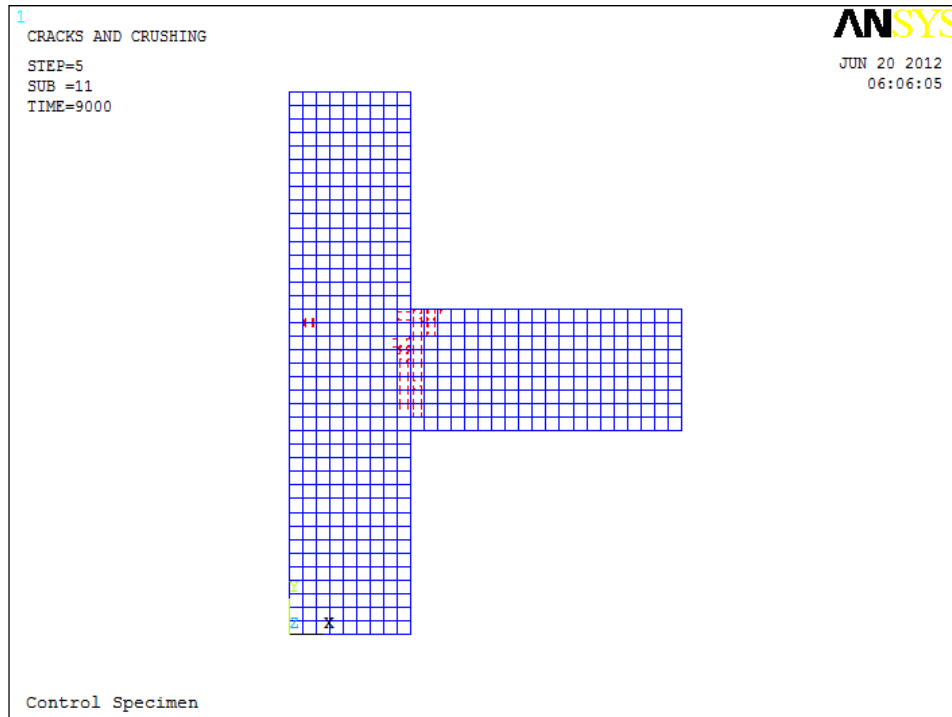 1
ANSYS
CRACKS AND CRUSHING
STEP=5
SUB =11
TIME=9000
JUN 20 2012
06:06:05
Y
Z X
Control Specimen